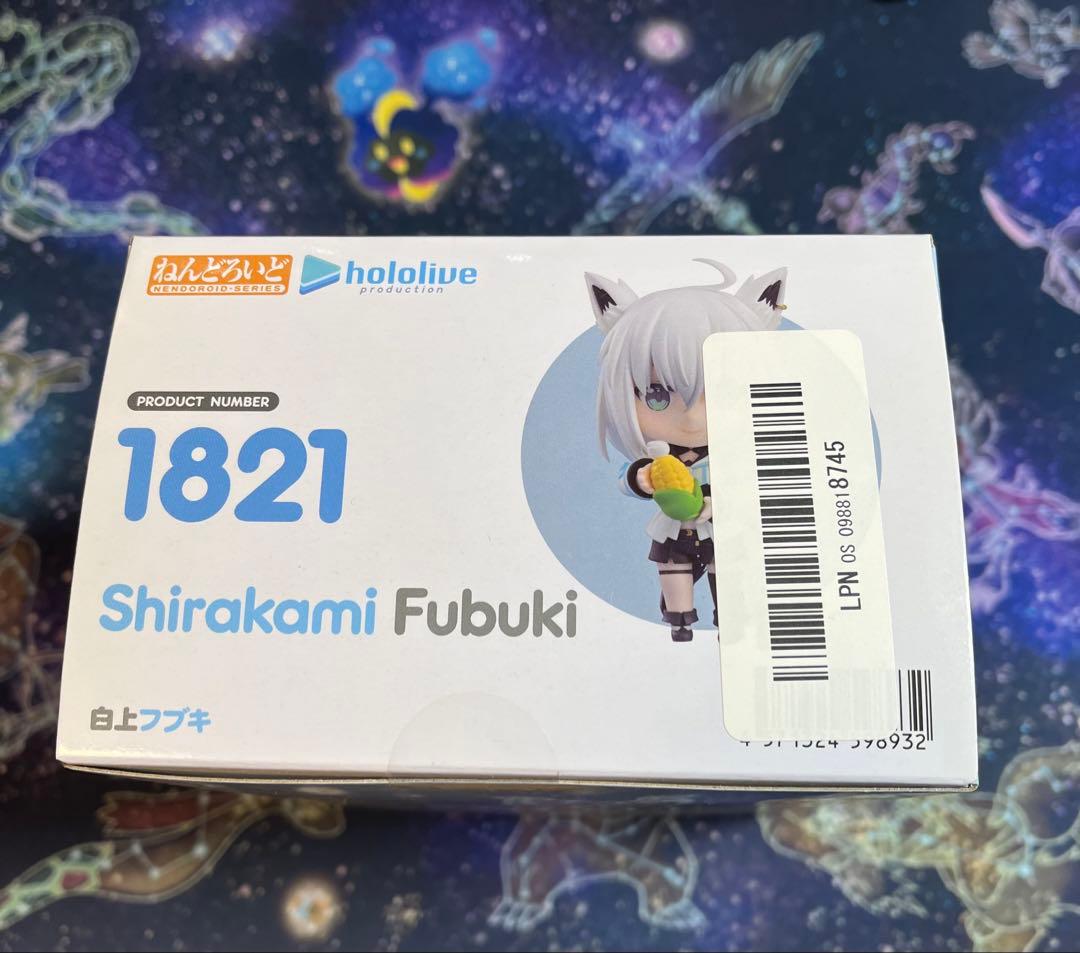 ねんどろいど
NENDOROID-SERIES
hololive
production
PRODUCT NUMBER
1821
Shirakami Fubuki
白上フブキ
LPN OS 09881 8745
598932